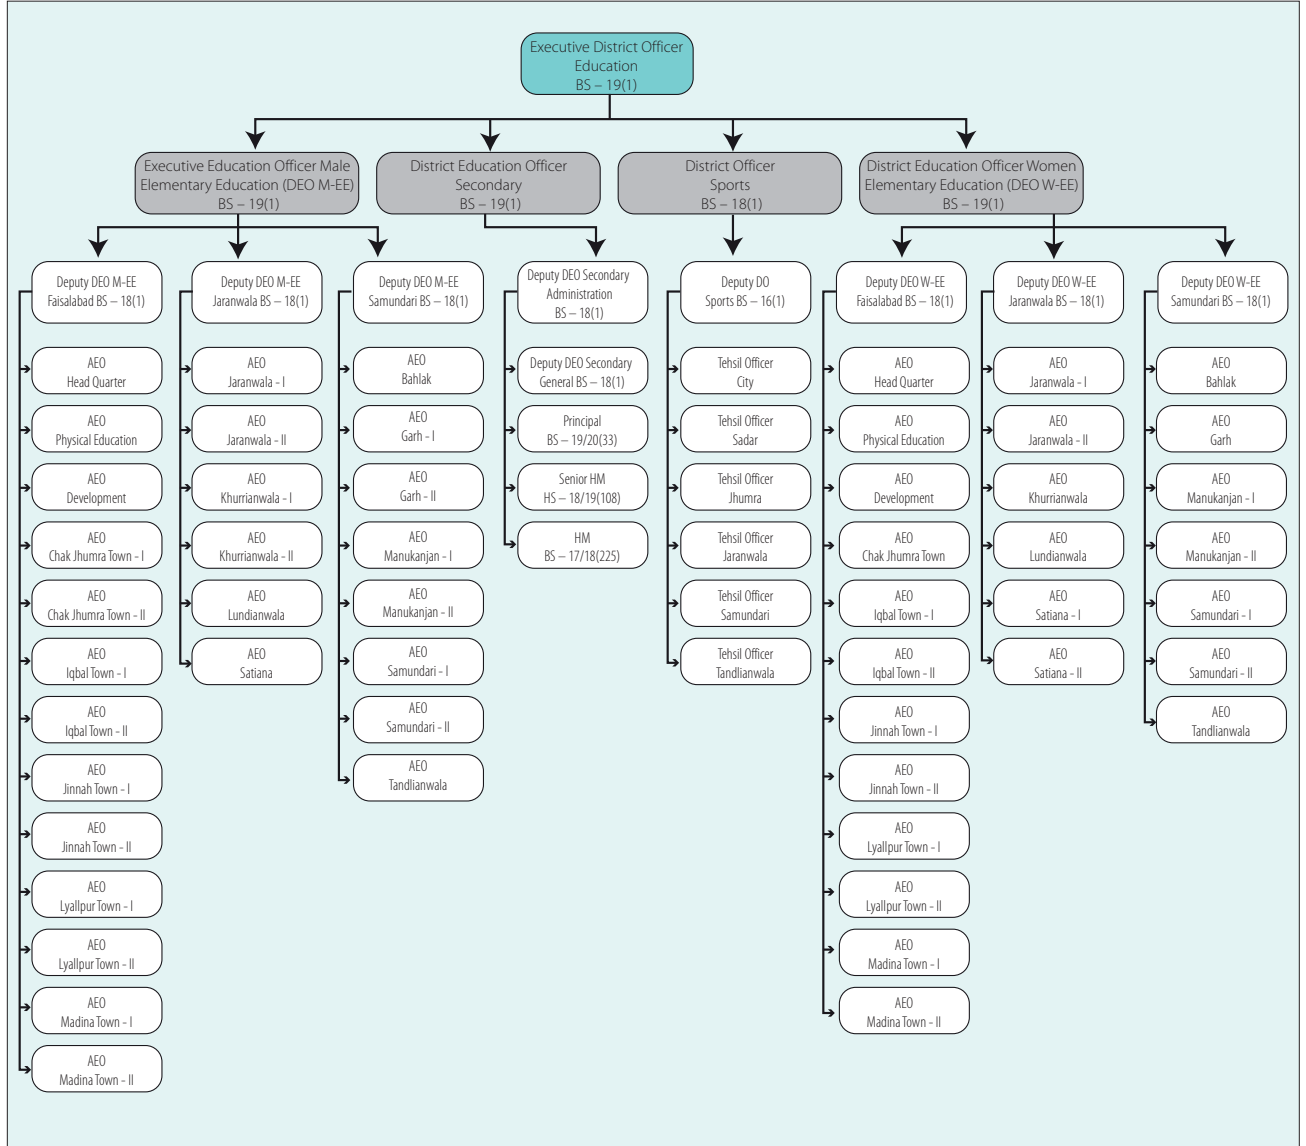 Executive District Officer
Education
BS – 19(1)
Executive Education Officer Male
Elementary Education (DEO M-EE)
BS – 19(1)
District Education Officer
Secondary
BS – 19(1)
District Officer
Sports
BS – 18(1)
District Education Officer Women
Elementary Education (DEO W-EE)
BS – 19(1)
Deputy DEO M-EE
Faisalabad BS – 18(1)
AEO
Head Quarter
AEO
Physical Education
AEO
Development
AEO
Chak Jhumra Town - I
AEO
Chak Jhumra Town - II
AEO
Iqbal Town - I
AEO
Iqbal Town - II
AEO
Jinnah Town - I
AEO
Jinnah Town - II
AEO
Lyallpur Town - I
AEO
Lyallpur Town - II
AEO
Madina Town - I
AEO
Madina Town - II
Deputy DEO M-EE
Jaranwala BS – 18(1)
AEO
Jaranwala - I
AEO
Jaranwala - II
AEO
Khurrianwala - I
AEO
Khurrianwala - II
AEO
Lundianwala
AEO
Satiana
Deputy DEO M-EE
Samundari BS – 18(1)
AEO
Bahlak
AEO
Garh - I
AEO
Garh - II
AEO
Manukanjan - I
AEO
Manukanjan - II
AEO
Samundari - I
AEO
Samundari - II
AEO
Tandlianwala
Deputy DEO Secondary
Administration
BS – 18(1)
Deputy DEO Secondary
General BS – 18(1)
Principal
BS – 19/20(33)
Senior HM
HS – 18/19(108)
HM
BS – 17/18(225)
Deputy DO
Sports BS – 16(1)
Tehsil Officer
City
Tehsil Officer
Sadar
Tehsil Officer
Jhumra
Tehsil Officer
Jaranwala
Tehsil Officer
Samundari
Tehsil Officer
Tandlianwala
Deputy DEO W-EE
Faisalabad BS – 18(1)
AEO
Head Quarter
AEO
Physical Education
AEO
Development
AEO
Chak Jhumra Town
AEO
Iqbal Town - I
AEO
Iqbal Town - II
AEO
Jinnah Town - I
AEO
Jinnah Town - II
AEO
Lyallpur Town - I
AEO
Lyallpur Town - II
AEO
Madina Town - I
AEO
Madina Town - II
Deputy DEO W-EE
Jaranwala BS – 18(1)
AEO
Jaranwala - I
AEO
Jaranwala - II
AEO
Khurrianwala
AEO
Lundianwala
AEO
Satiana - I
AEO
Satiana - II
Deputy DEO W-EE
Samundari BS – 18(1)
AEO
Bahlak
AEO
Garh
AEO
Manukanjan - I
AEO
Manukanjan - II
AEO
Samundari - I
AEO
Samundari - II
AEO
Tandlianwala